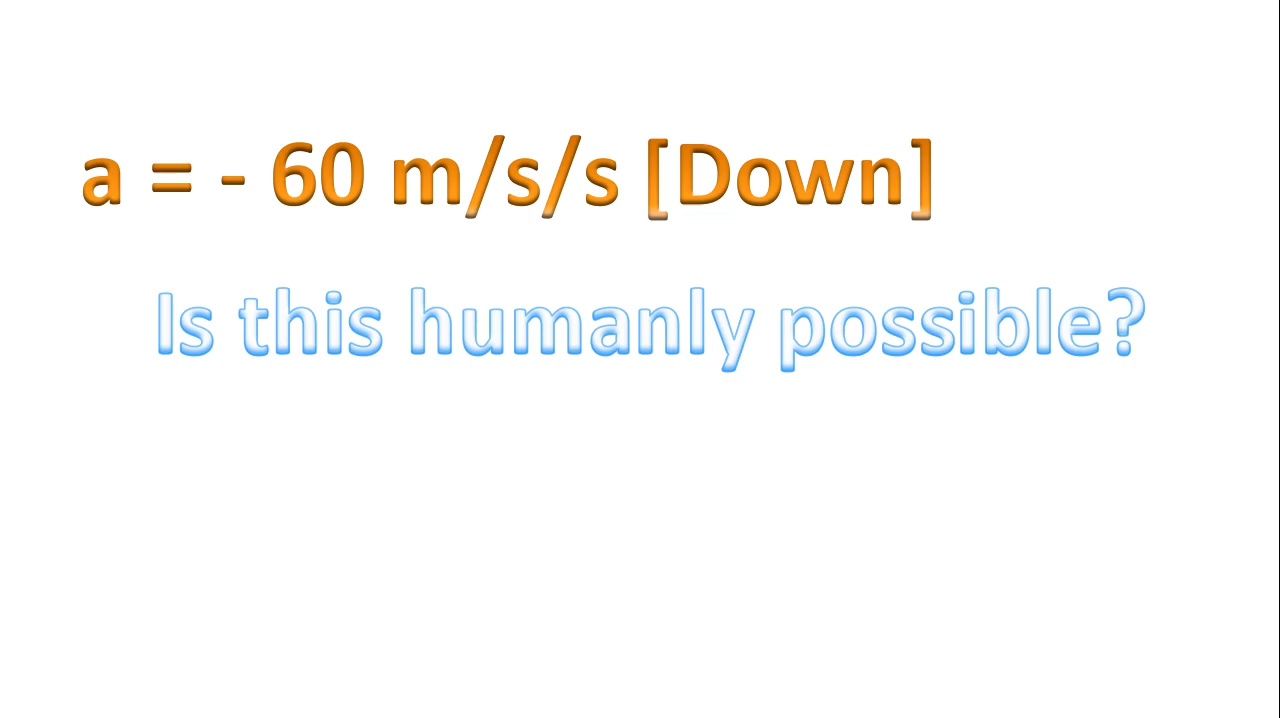 a = - 60 m/s/s [Down]
Is this humanly possible?